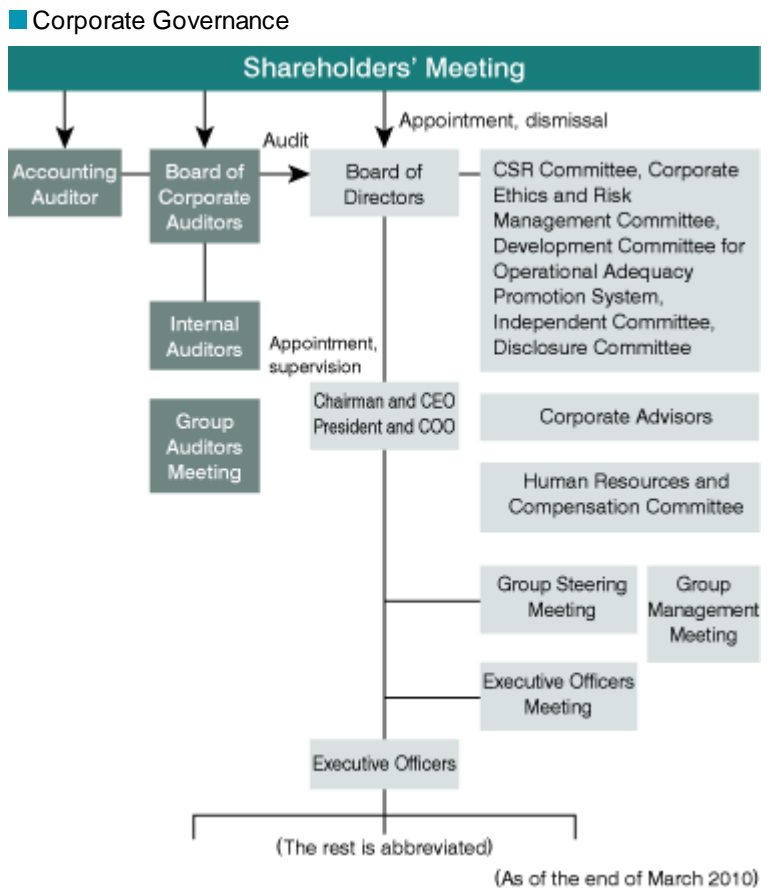 Corporate Governance
Shareholders' Meeting
Appointment, dismissal
Audit
Accounting
Auditor
Board of
Corporate
Auditors
Board of
Directors
CSR Committee, Corporate
Ethics and Risk
Management Committee,
Development Committee for
Operational Adequacy
Promotion System,
Independent Committee,
Disclosure Committee
Internal
Auditors
Appointment,
supervision
Chairman and CEO
President and COO
Group
Auditors
Meeting
Corporate Advisors
Human Resources and
Compensation Committee
Group Steering
Meeting
Group
Management
Meeting
Executive Officers
Meeting
Executive Officers
(The rest is abbreviated)
(As of the end of March 2010)